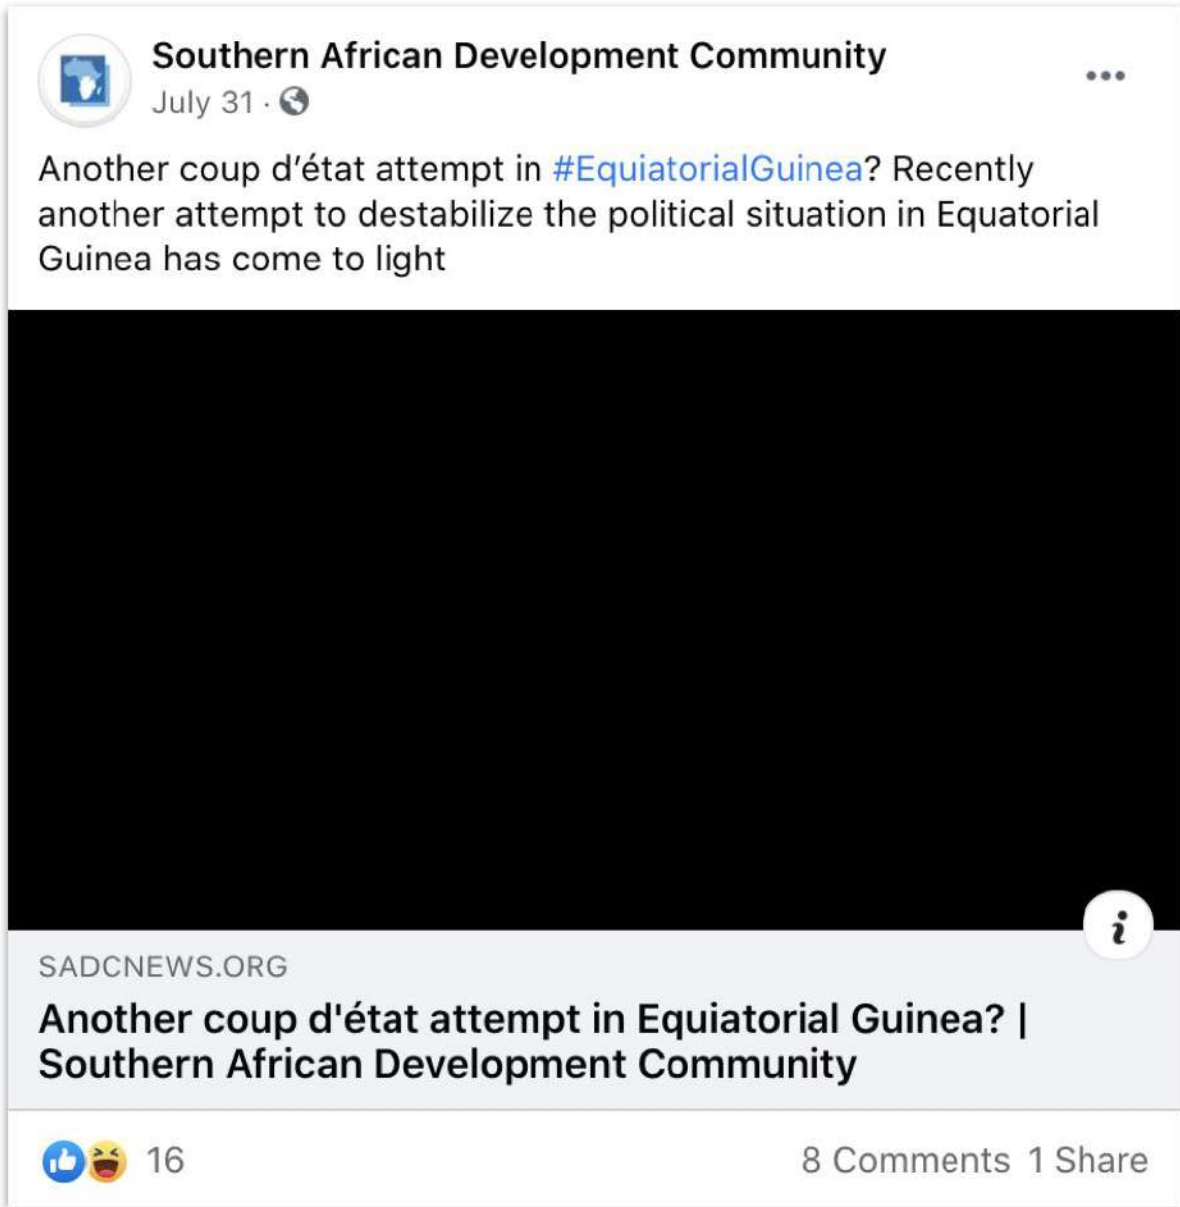 Southern African Development Community
July 31 ·
Another coup d’état attempt in #EquiatorialGuinea? Recently
another attempt to destabilize the political situation in Equatorial
Guinea has come to light
i
SADCNEWS.ORG
Another coup d'état attempt in Equiatorial Guinea? |
Southern African Development Community
16
8 Comments 1 Share